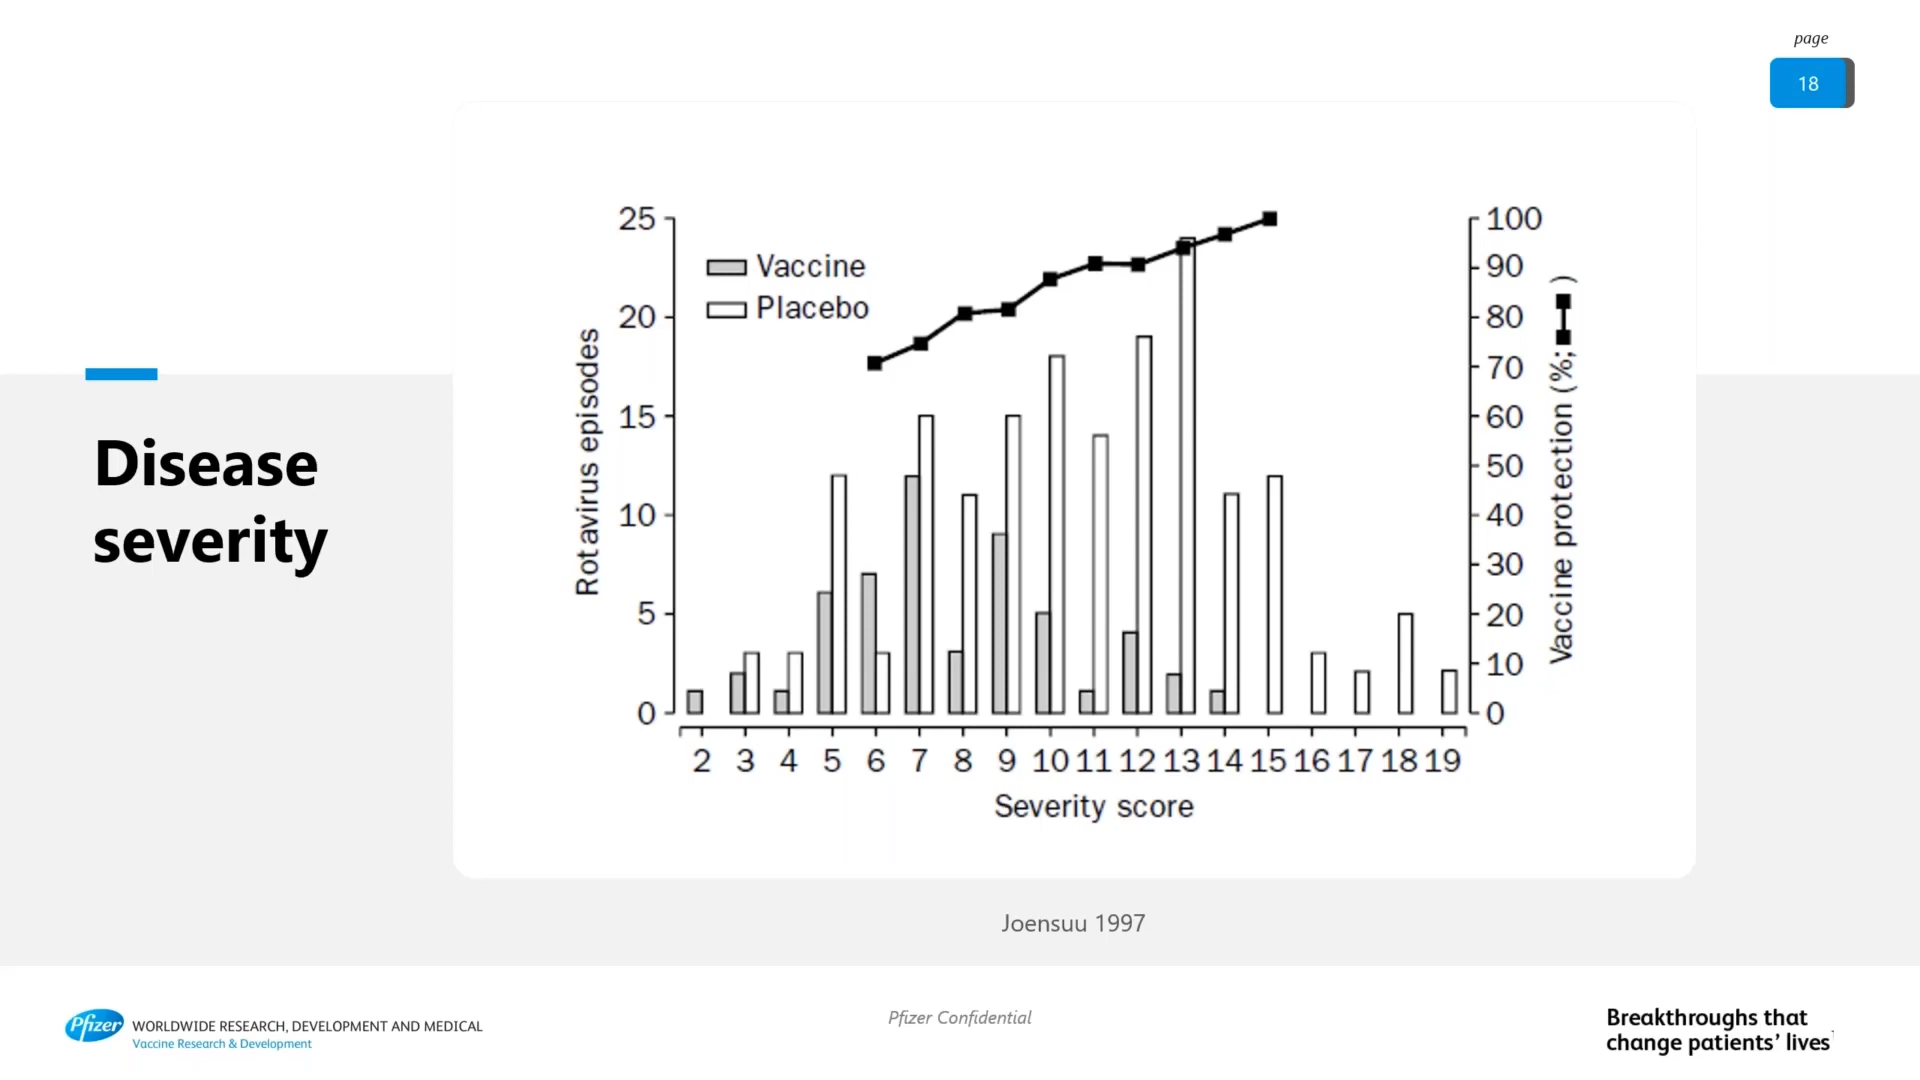 page
18
Disease
severity
25
20
15
10
5
0
Vaccine
Placebo
Rotavirus episodes
100
90
80
70
60
50
40
30
20
10
0
Vaccine protection (%; )
2 3 4 5 6 7 8 9 10 11 12 13 14 15 16 17 18 19
Severity score
Joensuu 1997
Pfizer
WORLDWIDE RESEARCH, DEVELOPMENT AND MEDICAL
Vaccine Research & Development
Pfizer Confidential
Breakthroughs that
change patients’ lives